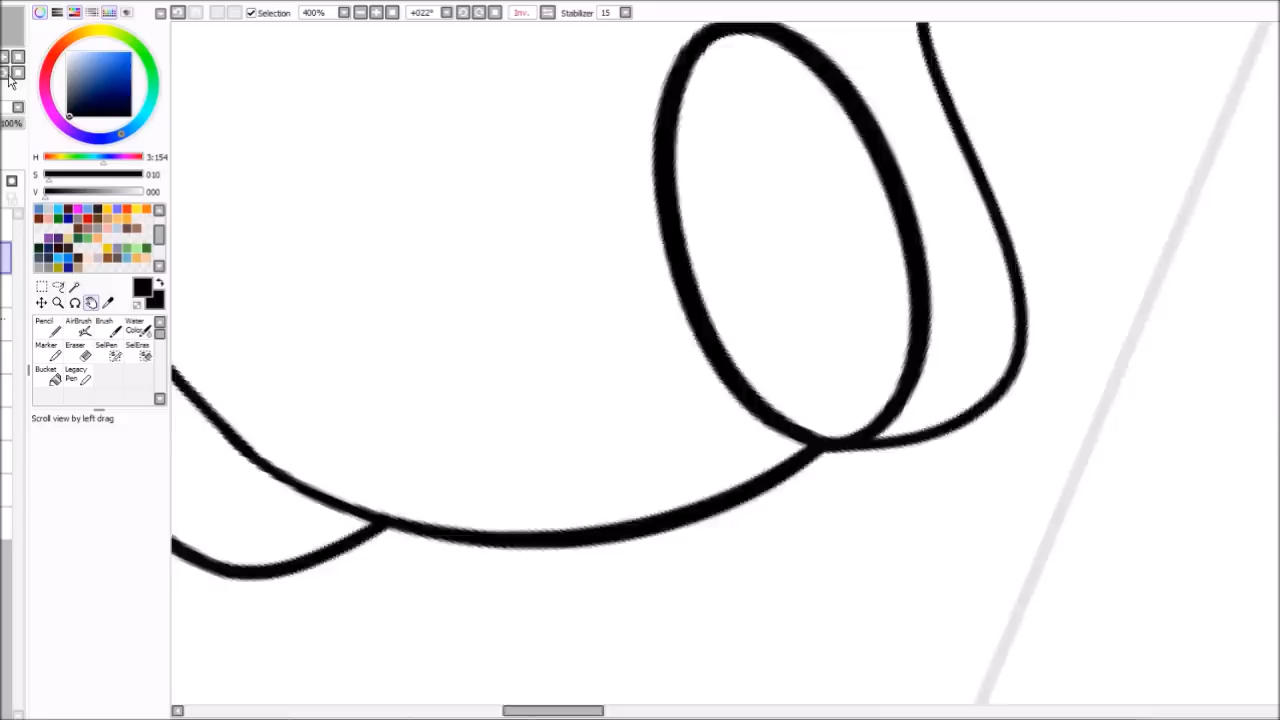 Selection 400% +022° Inv. Stabilizer 15
100%
H 3:154
S 010
V 000
Pencil AirBrush Brush Water Color
Marker Eraser SelPen SelEras
Bucket Legacy Pen
Scroll view by left drag